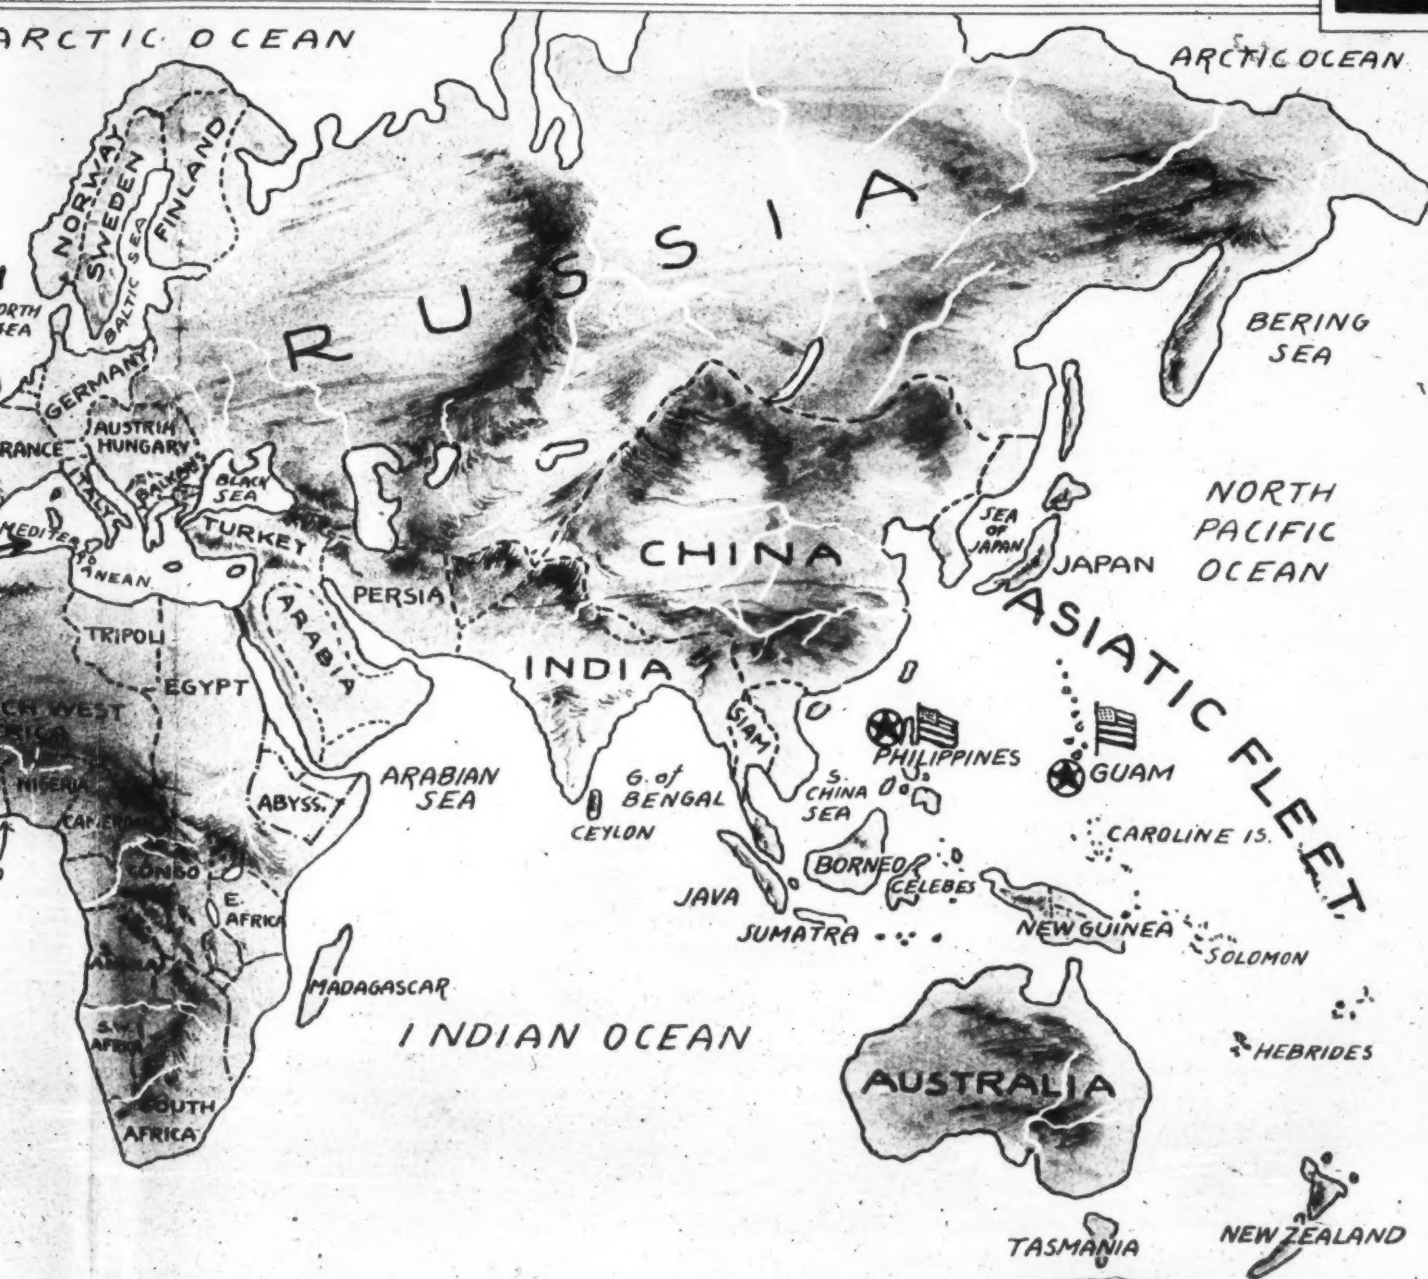 ARCTIC OCEAN
ARCTIC OCEAN
NORWAY
SWEDEN
FINLAND
BALTIC SEA
RUSSIA
BERING
SEA
GERMANY
AUSTRIA
HUNGARY
ITALY
BALKANS
BLACK
SEA
TURKEY
PERSIA
CHINA
SEA
OF
JAPAN
JAPAN
NORTH
PACIFIC
OCEAN
ASIATIC FLEET
ARABIA
TRIPOLI
EGYPT
INDIA
SIAM
PHILIPPINES
GUAM
NIGERIA
ABYSS.
ARABIAN
SEA
G. of
BENGAL
CEYLON
S.
CHINA
SEA
CAROLINE IS.
CONGO
E.
AFRICA
JAVA
BORNEO
CELEBES
SUMATRA
NEW GUINEA
SOLOMON
MADAGASCAR
INDIAN OCEAN
S.W.
AFRICA
AUSTRALIA
HEBRIDES
SOUTH
AFRICA
TASMANIA
NEW ZEALAND